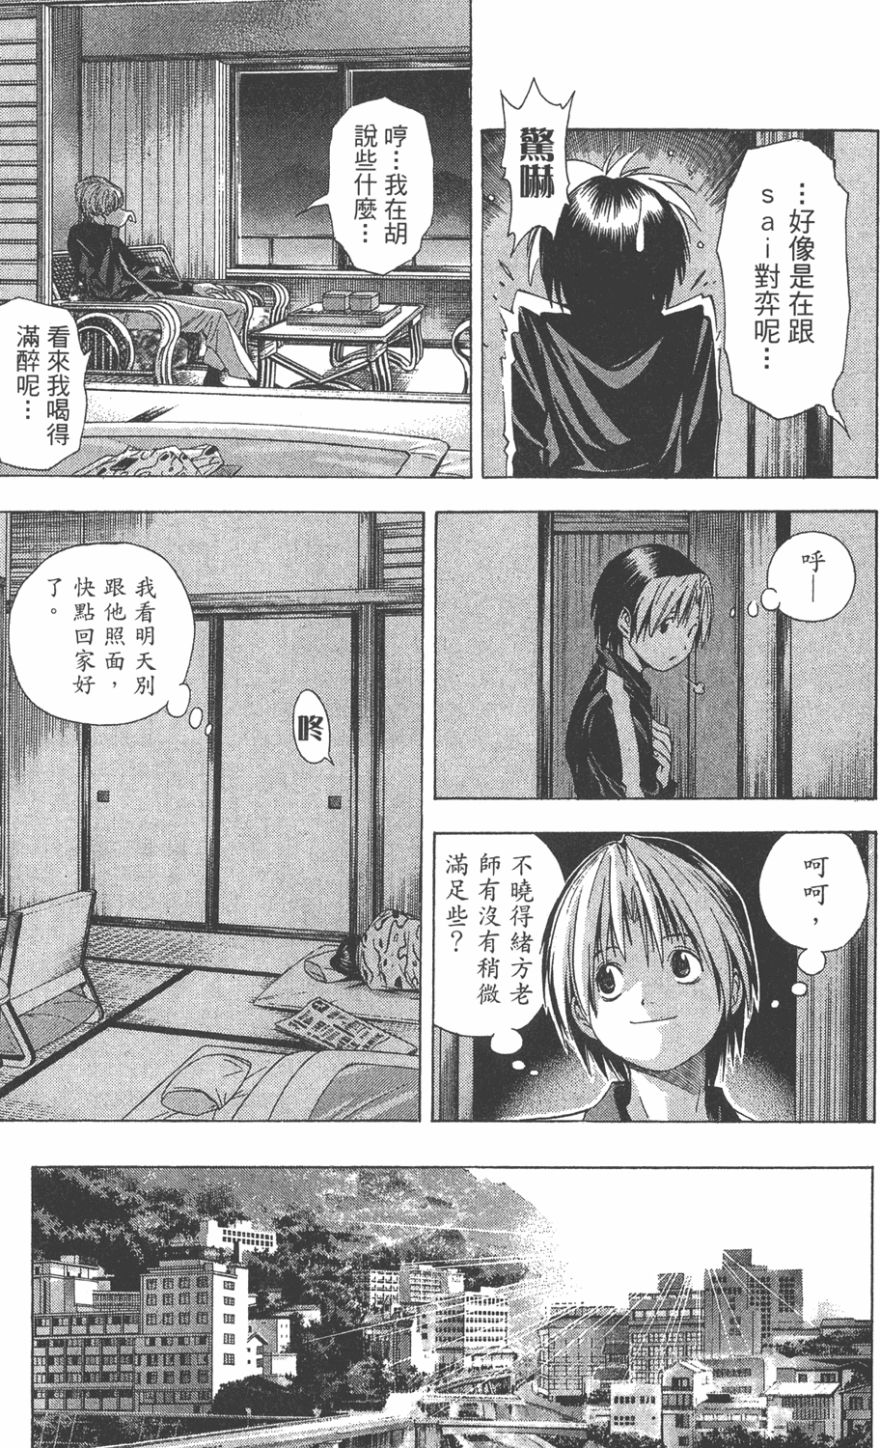 …好像是在跟
sai對弈呢…
驚嚇
哼…我在胡
說些什麼…
看來我喝得
滿醉呢…
呼—
呵呵，
不曉得緒方老
師有沒有稍微
滿足些？
我看明天別
跟他照面，
快點回家好
了。
咚